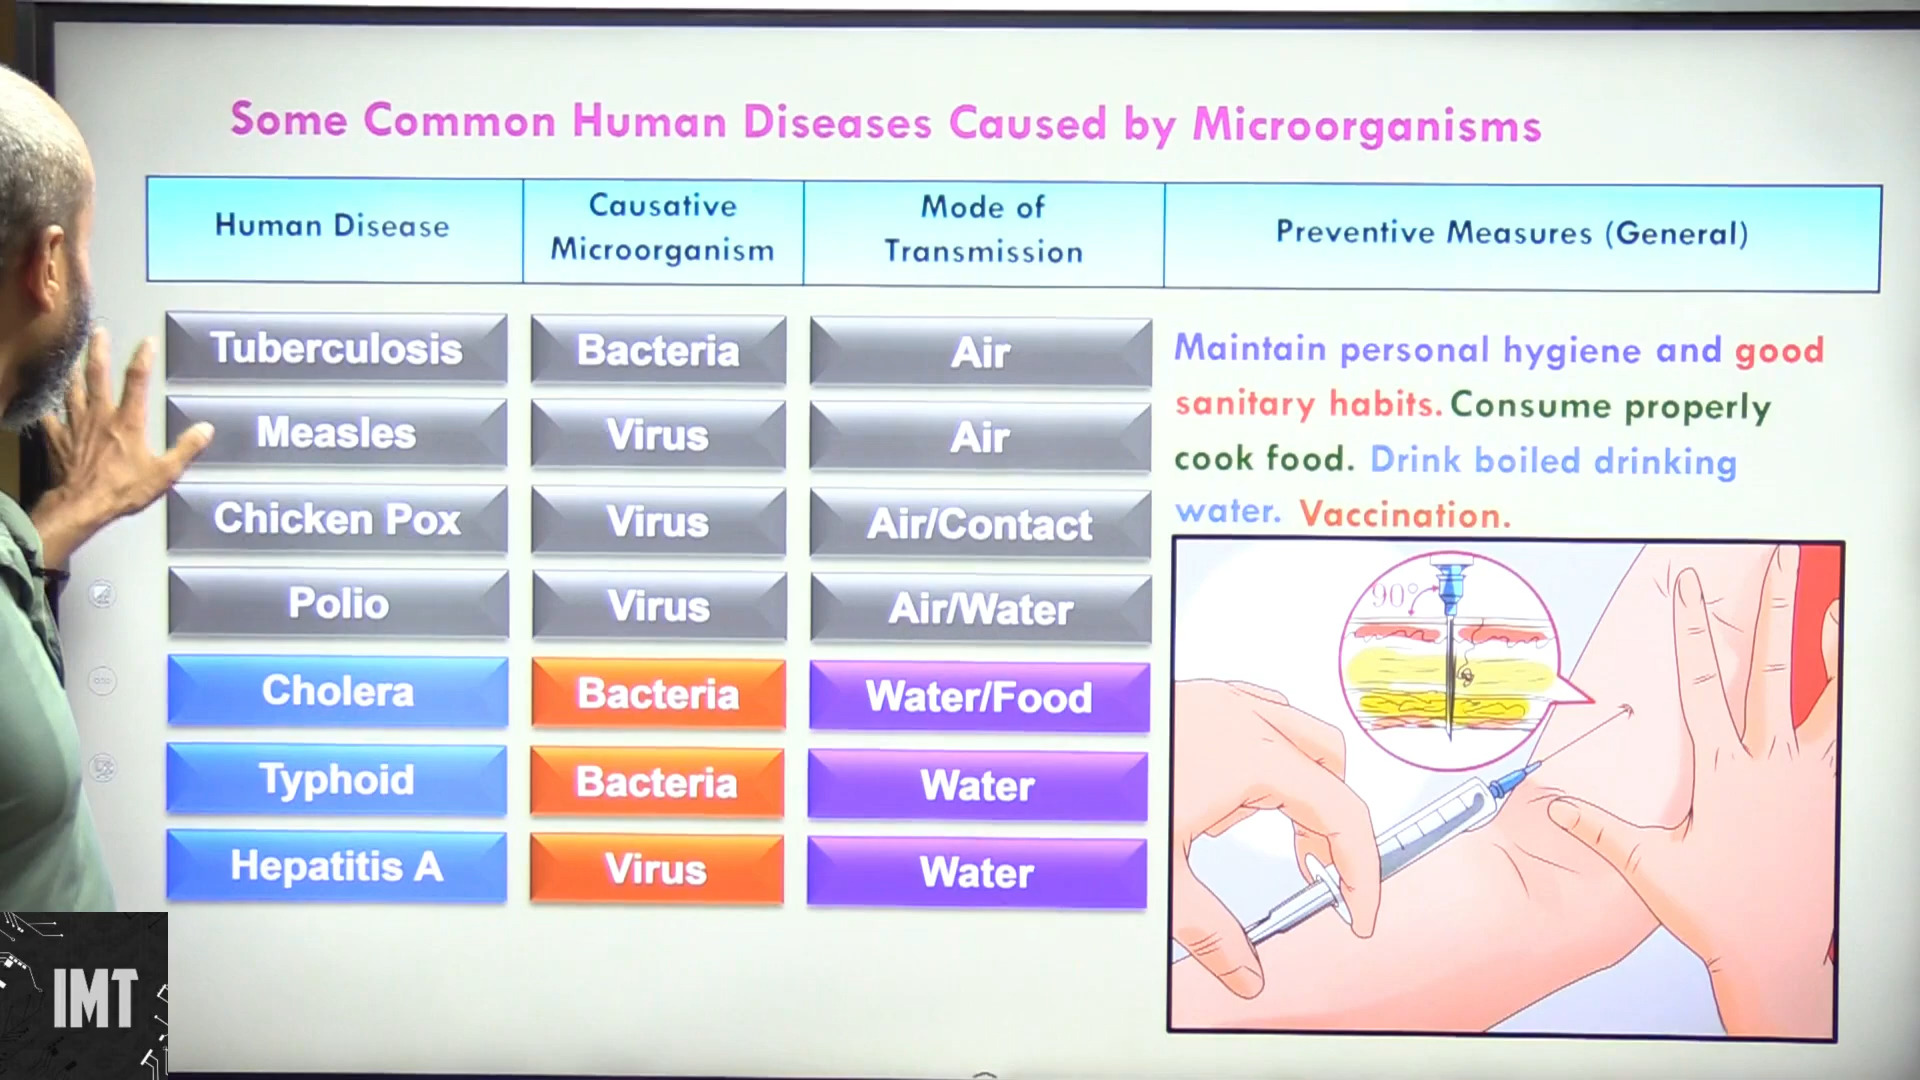 Some Common Human Diseases Caused by Microorganisms
Human Disease
Causative
Microorganism
Mode of
Transmission
Preventive Measures (General)
Tuberculosis
Bacteria
Air
Measles
Virus
Air
Chicken Pox
Virus
Air/Contact
Polio
Virus
Air/Water
Cholera
Bacteria
Water/Food
Typhoid
Bacteria
Water
Hepatitis A
Virus
Water
Maintain personal hygiene and good
sanitary habits. Consume properly
cook food. Drink boiled drinking
water. Vaccination.
90°
IMT